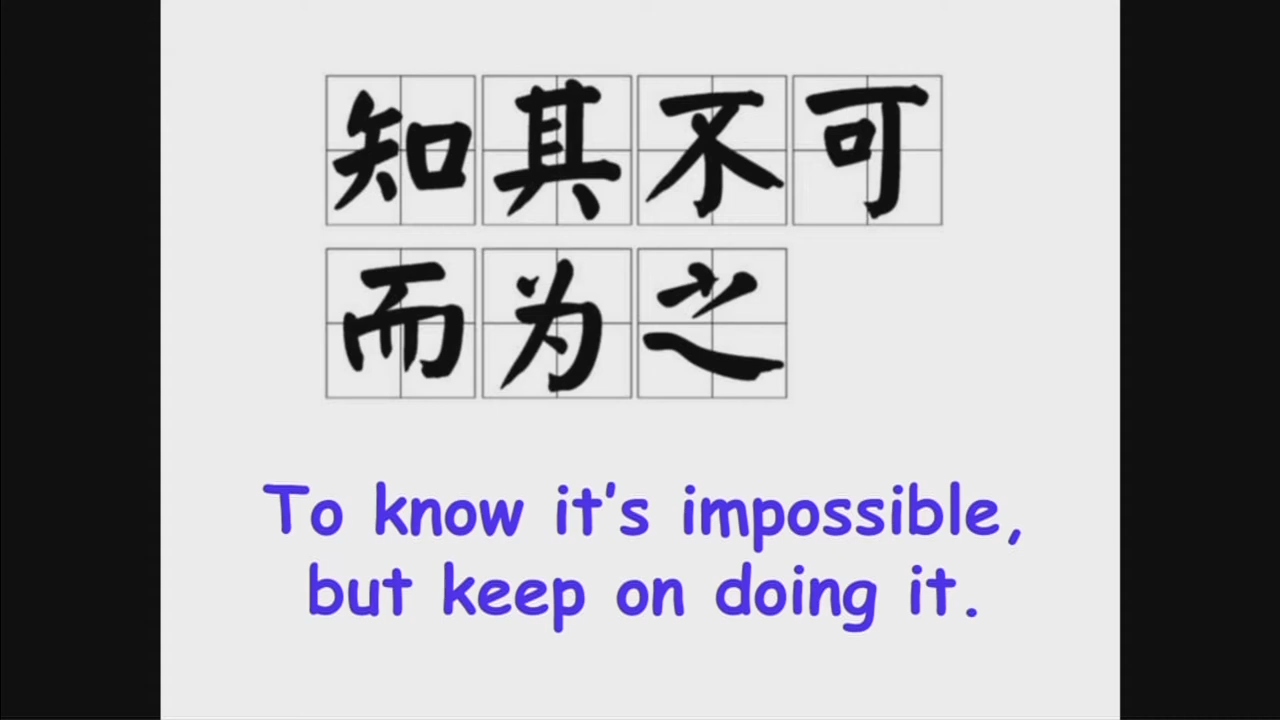 知其不可
而为之
To know it's impossible,
but keep on doing it.